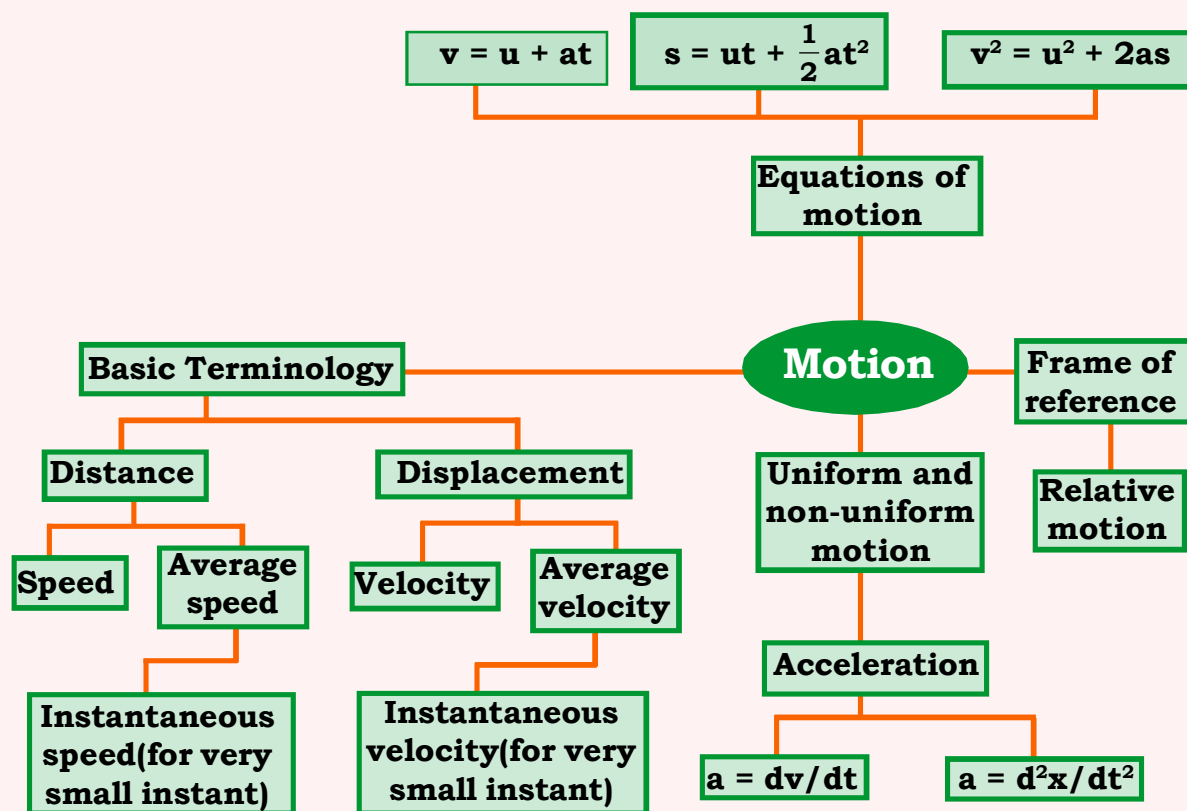 v = u + at
s = ut + 1/2 at²
v² = u² + 2as
Equations of
motion
Motion
Basic Terminology
Frame of
reference
Distance
Displacement
Uniform and
non-uniform
motion
Relative
motion
Speed
Average
speed
Velocity
Average
velocity
Acceleration
Instantaneous
speed(for very
small instant)
Instantaneous
velocity(for very
small instant)
a = dv/dt
a = d²x/dt²